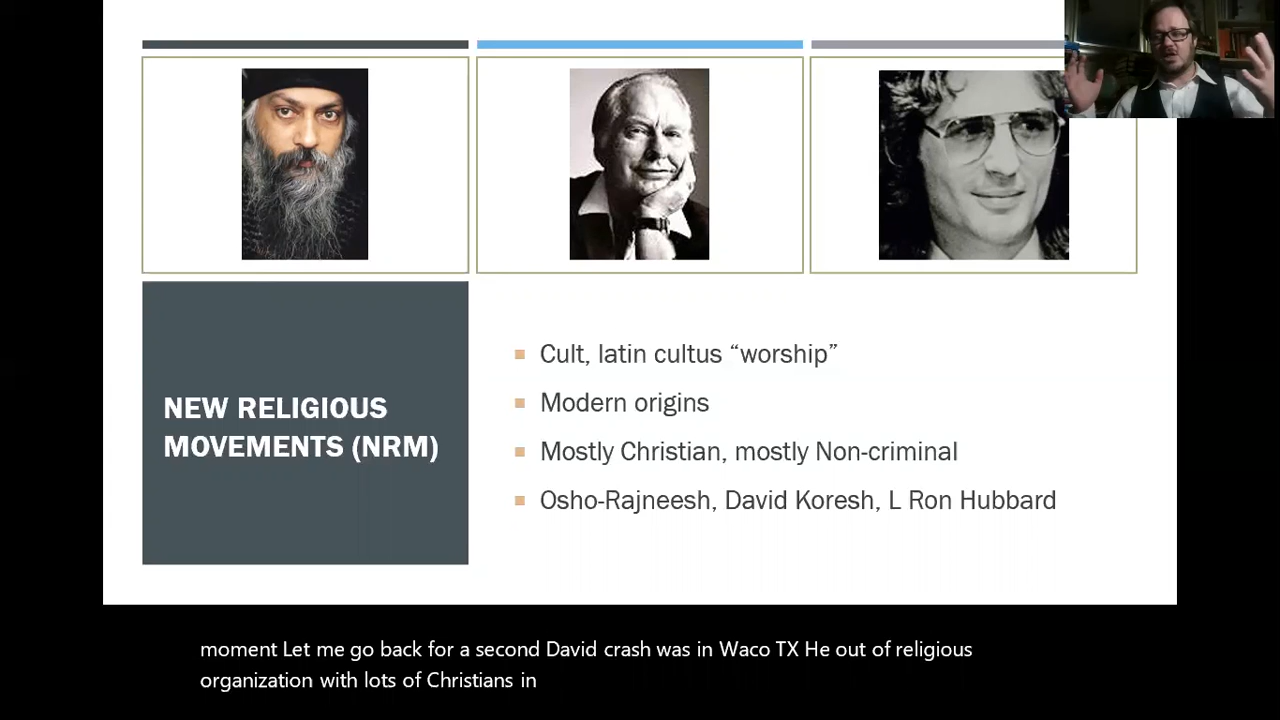 NEW RELIGIOUS
MOVEMENTS (NRM)
Cult, latin cultus “worship”
Modern origins
Mostly Christian, mostly Non-criminal
Osho-Rajneesh, David Koresh, L Ron Hubbard
moment Let me go back for a second David crash was in Waco TX He out of religious
organization with lots of Christians in